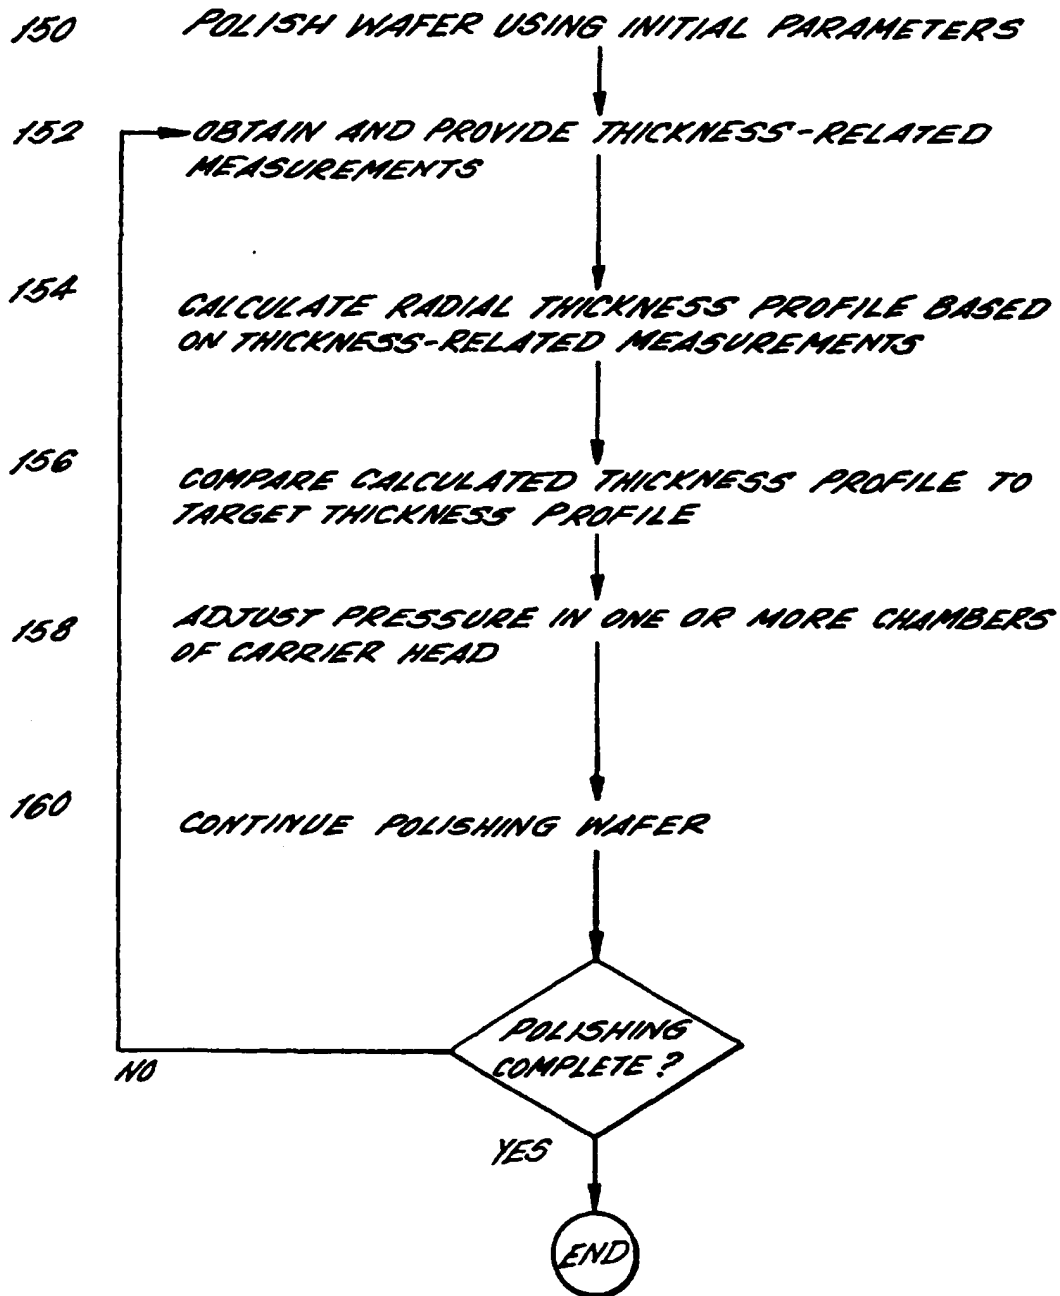 150 POLISH WAFER USING INITIAL PARAMETERS
152 OBTAIN AND PROVIDE THICKNESS-RELATED
MEASUREMENTS
154 CALCULATE RADIAL THICKNESS PROFILE BASED
ON THICKNESS-RELATED MEASUREMENTS
156 COMPARE CALCULATED THICKNESS PROFILE TO
TARGET THICKNESS PROFILE
158 ADJUST PRESSURE IN ONE OR MORE CHAMBERS
OF CARRIER HEAD
160 CONTINUE POLISHING WAFER
POLISHING
COMPLETE?
NO
YES
END